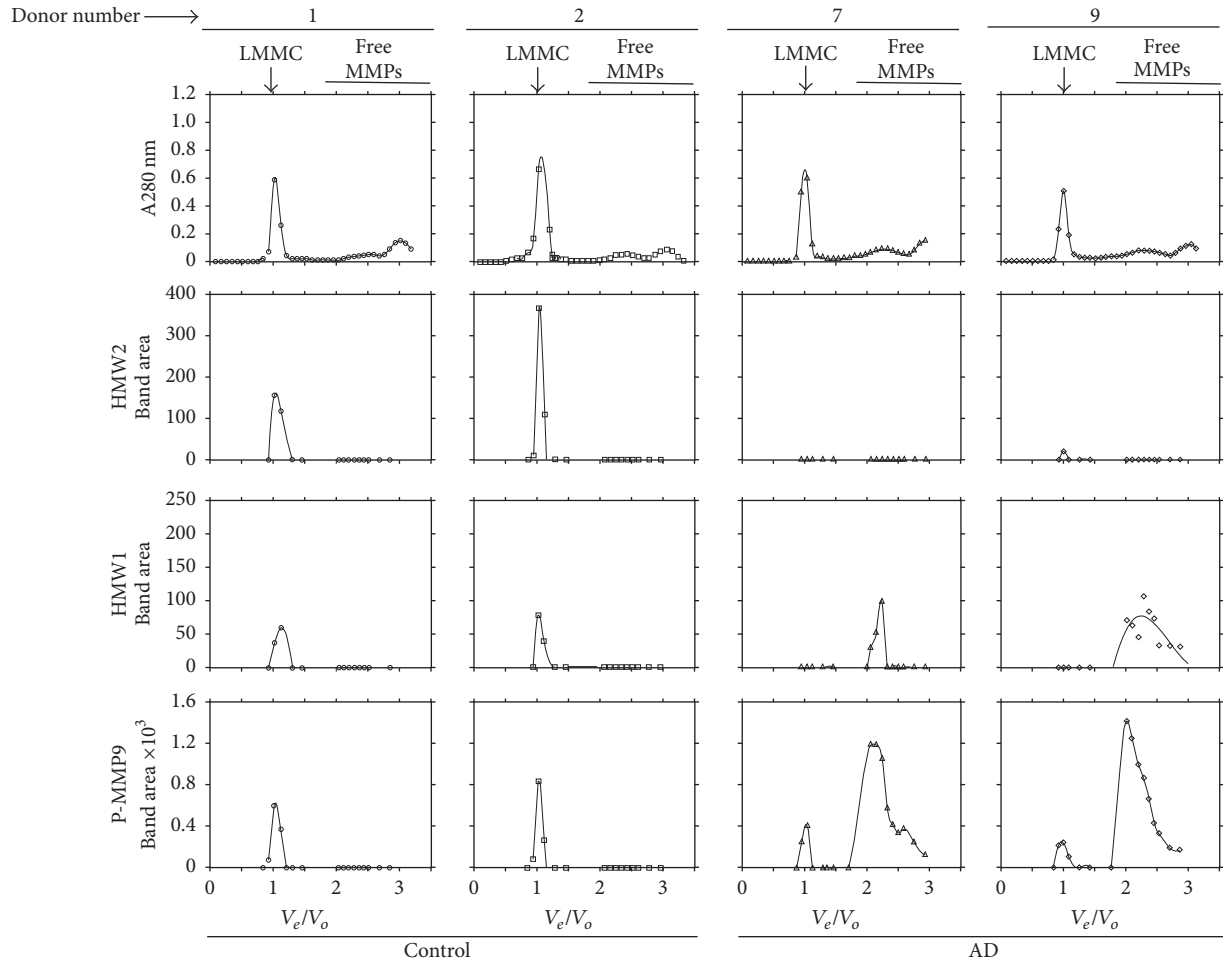 Donor number
1
2
7
9
LMMC
Free
MMPs
LMMC
Free
MMPs
LMMC
Free
MMPs
LMMC
Free
MMPs
A280 nm
1.2
1.0
0.8
0.6
0.4
0.2
0
HMW2
Band area
400
300
200
100
0
HMW1
Band area
250
200
150
100
50
0
P-MMP9
Band area ×10³
1.6
1.2
0.8
0.4
0
0 1 2 3
0 1 2 3
0 1 2 3
0 1 2 3
Ve/Vo
Ve/Vo
Ve/Vo
Ve/Vo
Control
AD